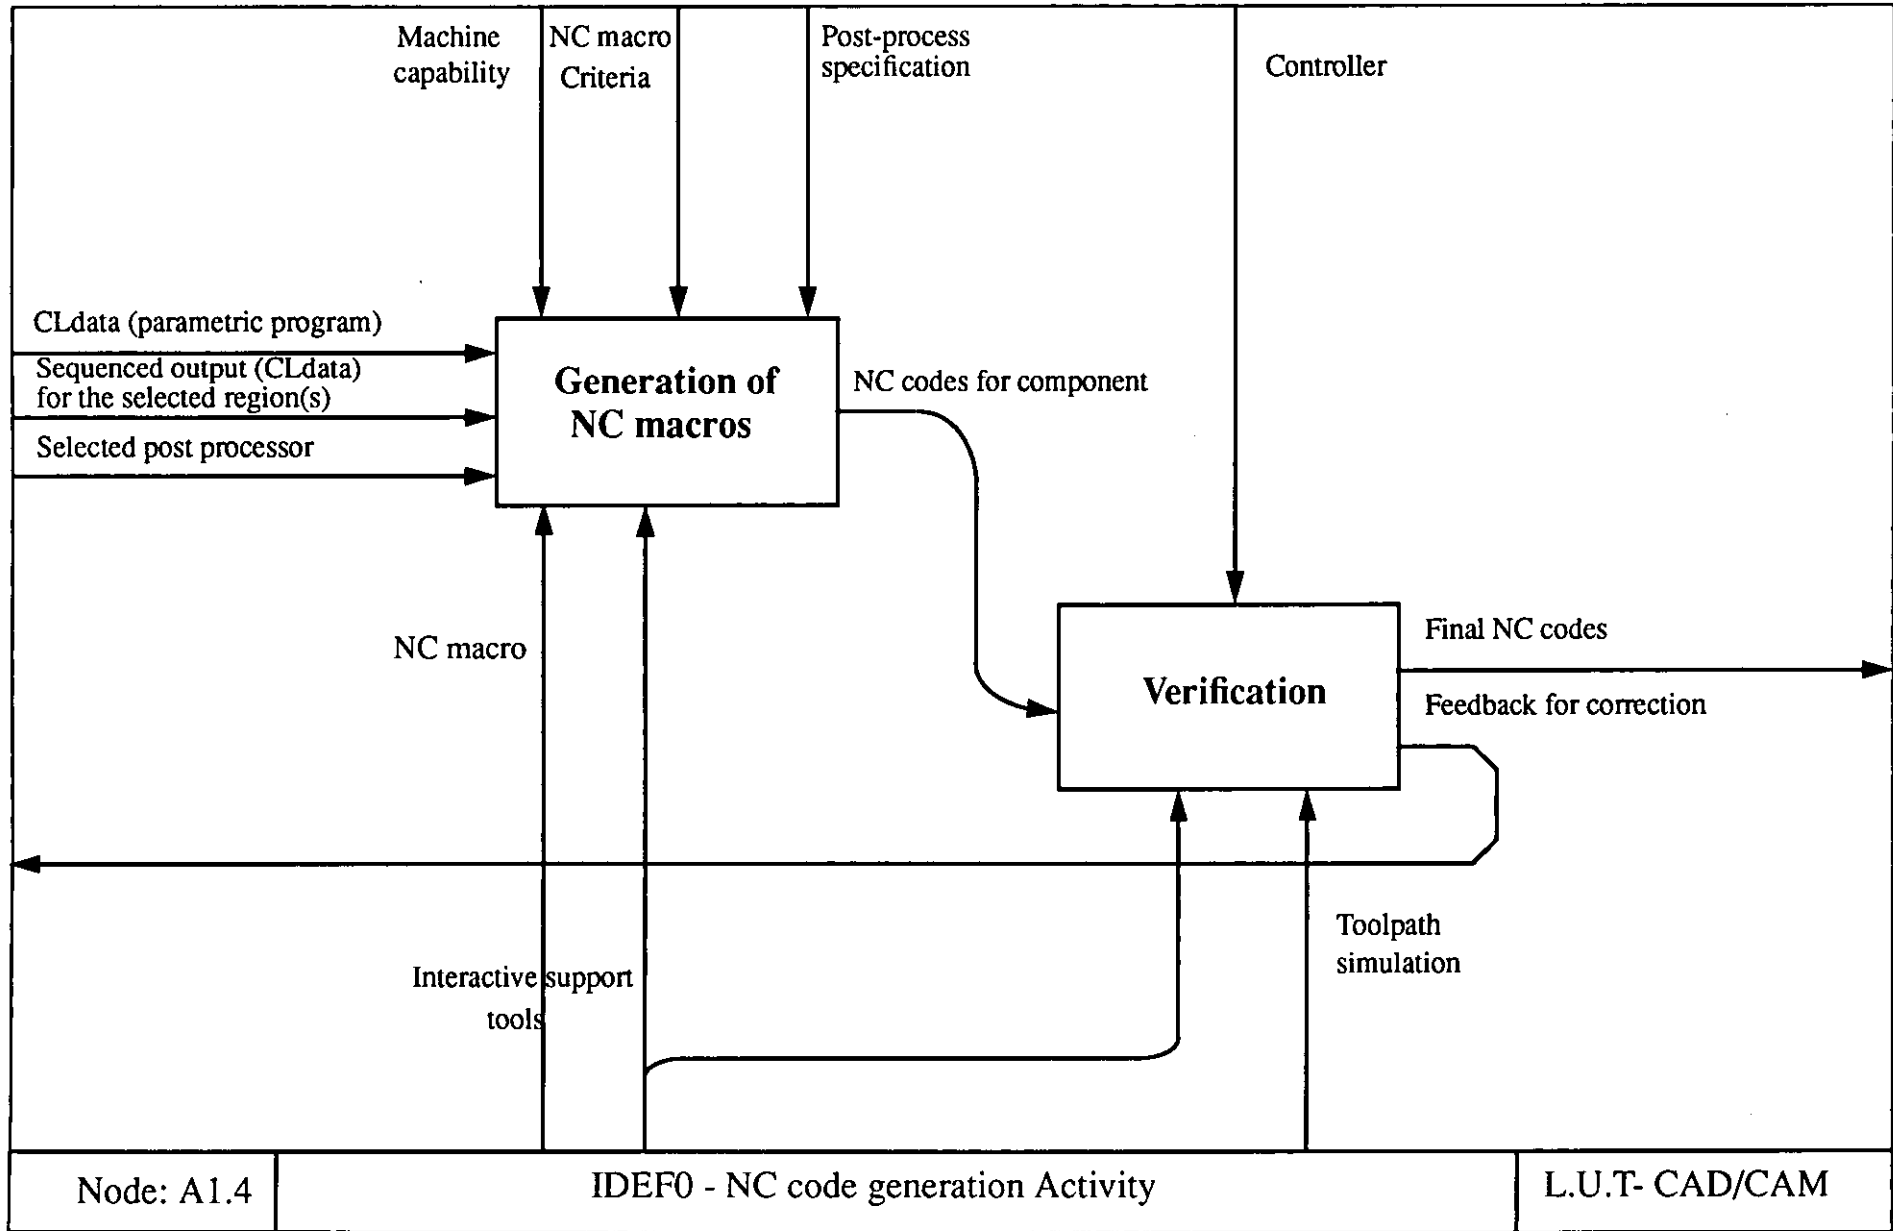 Machine
capability
NC macro
Criteria
Post-process
specification
Controller
CLdata (parametric program)
Sequenced output (CLdata)
for the selected region(s)
Selected post processor
Generation of
NC macros
NC codes for component
NC macro
Verification
Final NC codes
Feedback for correction
Interactive support
tools
Toolpath
simulation
Node: A1.4
IDEF0 - NC code generation Activity
L.U.T- CAD/CAM